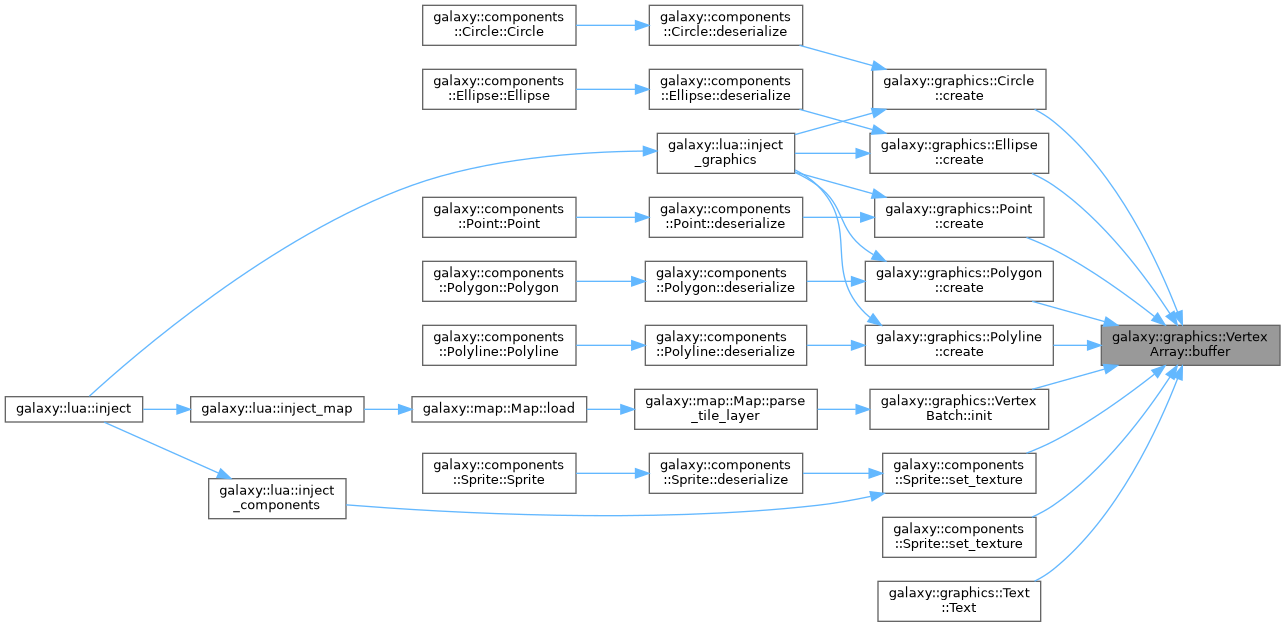 galaxy::components
::Circle::Circle
galaxy::components
::Circle::deserialize
galaxy::graphics::Circle
::create
galaxy::components
::Ellipse::Ellipse
galaxy::components
::Ellipse::deserialize
galaxy::graphics::Ellipse
::create
galaxy::lua::inject
_graphics
galaxy::components
::Point::Point
galaxy::components
::Point::deserialize
galaxy::graphics::Point
::create
galaxy::components
::Polygon::Polygon
galaxy::components
::Polygon::deserialize
galaxy::graphics::Polygon
::create
galaxy::components
::Polyline::Polyline
galaxy::components
::Polyline::deserialize
galaxy::graphics::Polyline
::create
galaxy::graphics::Vertex
Array::buffer
galaxy::lua::inject
galaxy::lua::inject_map
galaxy::map::Map::load
galaxy::map::Map::parse
_tile_layer
galaxy::graphics::Vertex
Batch::init
galaxy::components
::Sprite::Sprite
galaxy::components
::Sprite::deserialize
galaxy::components
::Sprite::set_texture
galaxy::lua::inject
_components
galaxy::components
::Sprite::set_texture
galaxy::graphics::Text
::Text